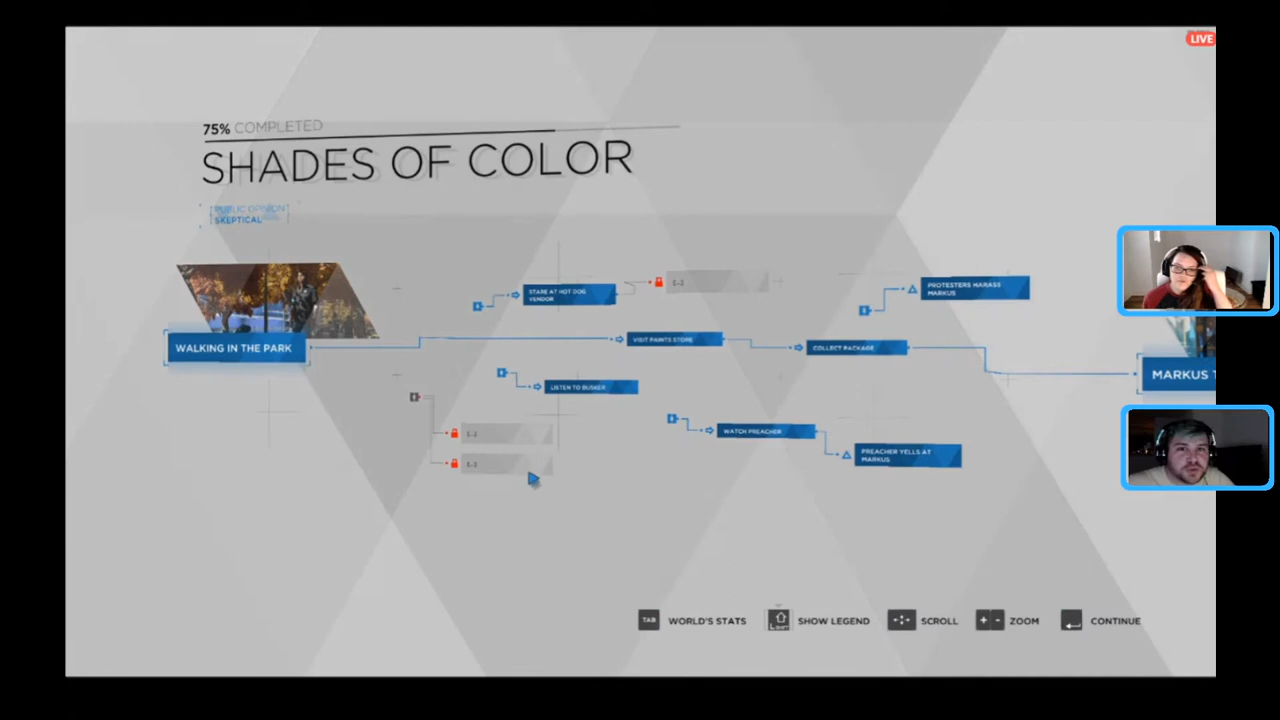 LIVE
75% COMPLETED
SHADES OF COLOR
PUBLIC OPINION
SKEPTICAL
STARE AT HOT DOG
VENDOR
PROTESTERS HARASS
MARKUS
WALKING IN THE PARK
VISIT PAINTS STORE
COLLECT PACKAGE
MARKUS T
LISTEN TO BUSKER
WATCH PREACHER
PREACHER YELLS AT
MARKUS
TAB WORLD'S STATS
SHOW LEGEND
SCROLL
+ - ZOOM
CONTINUE